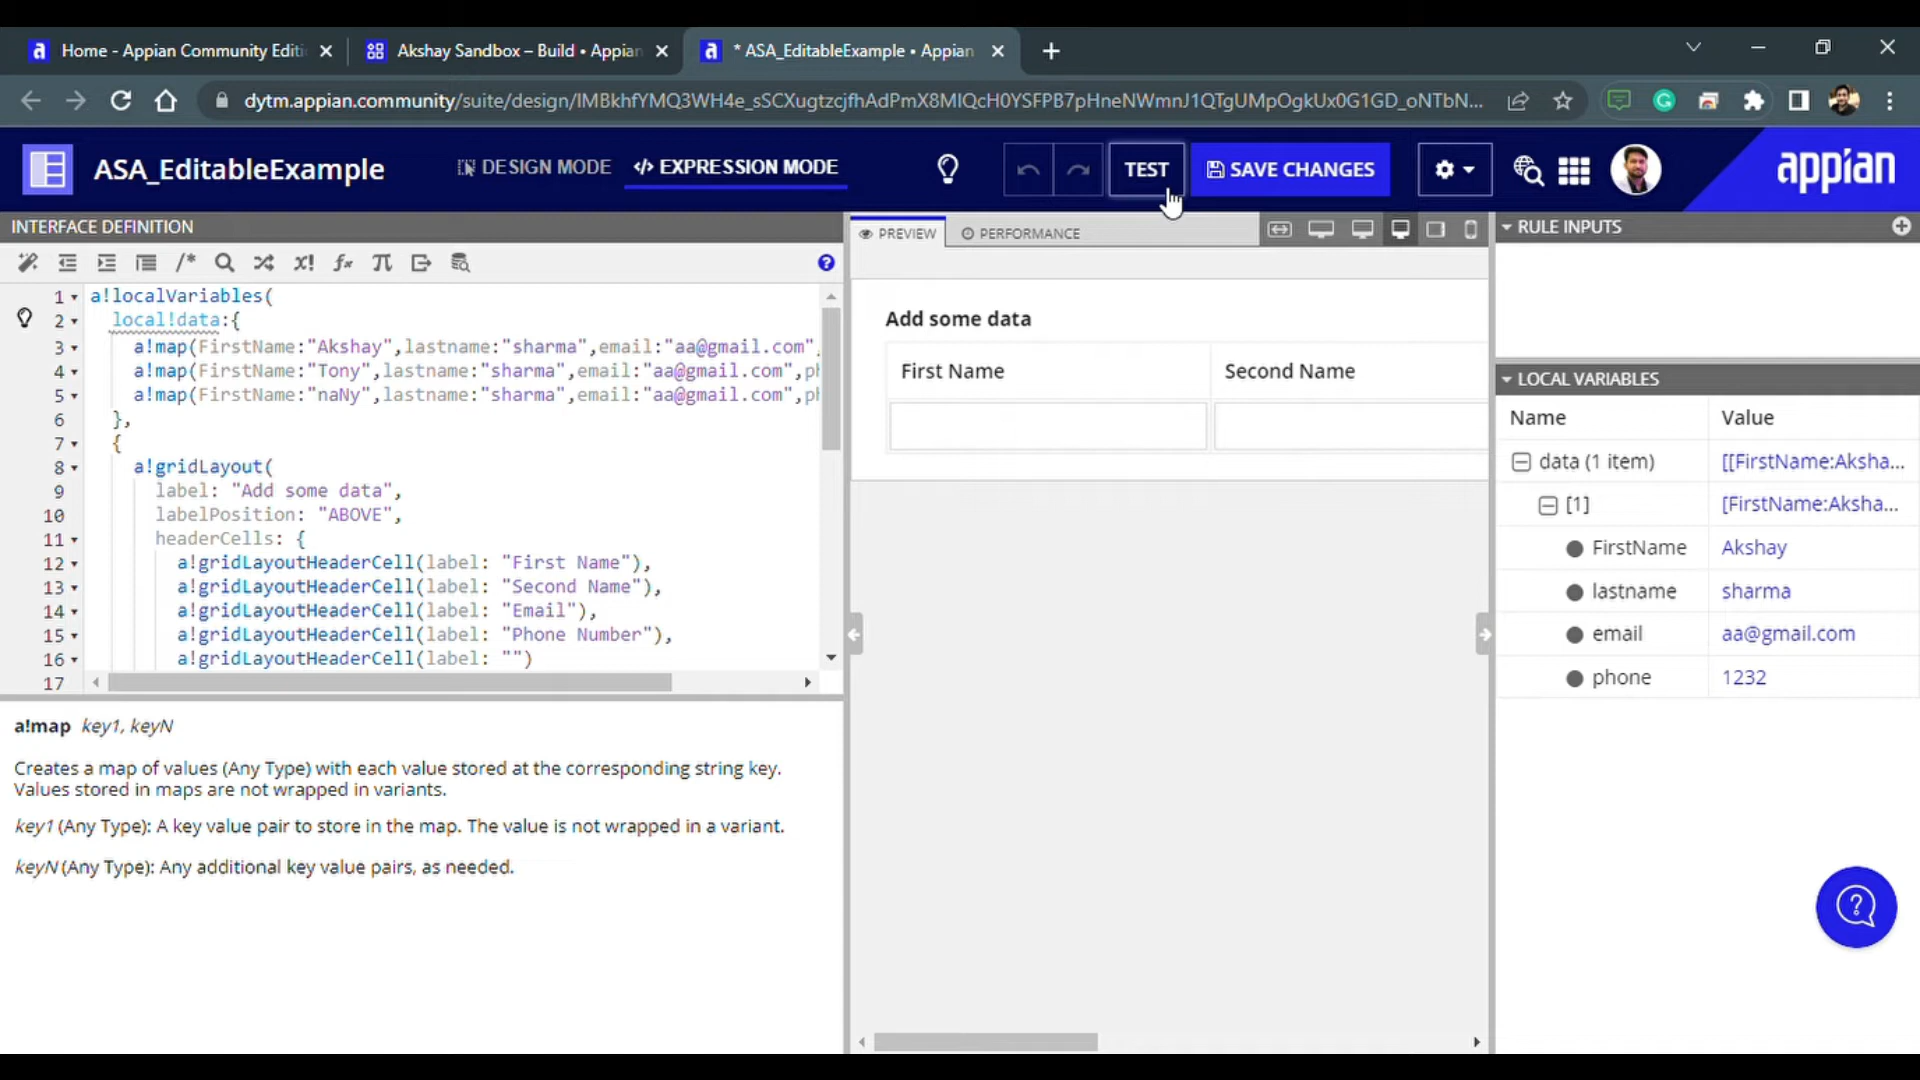 Home - Appian Community Editi
Akshay Sandbox – Build • Appian
* ASA_EditableExample • Appian
ASA_EditableExample
DESIGN MODE
</> EXPRESSION MODE
TEST
SAVE CHANGES
appian
INTERFACE DEFINITION
PREVIEW
PERFORMANCE
RULE INPUTS
1 a!localVariables(
2 local!data:{
3 a!map(FirstName:"Akshay",lastname:"sharma",email:"aa@gmail.com",
4 a!map(FirstName:"Tony",lastname:"sharma",email:"aa@gmail.com",ph
5 a!map(FirstName:"naNy",lastname:"sharma",email:"aa@gmail.com",ph
6 },
7 {
8 a!gridLayout(
9 label: "Add some data",
10 labelPosition: "ABOVE",
11 headerCells: {
12 a!gridLayoutHeaderCell(label: "First Name"),
13 a!gridLayoutHeaderCell(label: "Second Name"),
14 a!gridLayoutHeaderCell(label: "Email"),
15 a!gridLayoutHeaderCell(label: "Phone Number"),
16 a!gridLayoutHeaderCell(label: "")
17
Add some data
First Name
Second Name
LOCAL VARIABLES
Name Value
data (1 item) [[FirstName:Aksha...
[1] [FirstName:Aksha...
FirstName Akshay
lastname sharma
email aa@gmail.com
phone 1232
a!map key1, keyN
Creates a map of values (Any Type) with each value stored at the corresponding string key.
Values stored in maps are not wrapped in variants.
key1 (Any Type): A key value pair to store in the map. The value is not wrapped in a variant.
keyN (Any Type): Any additional key value pairs, as needed.